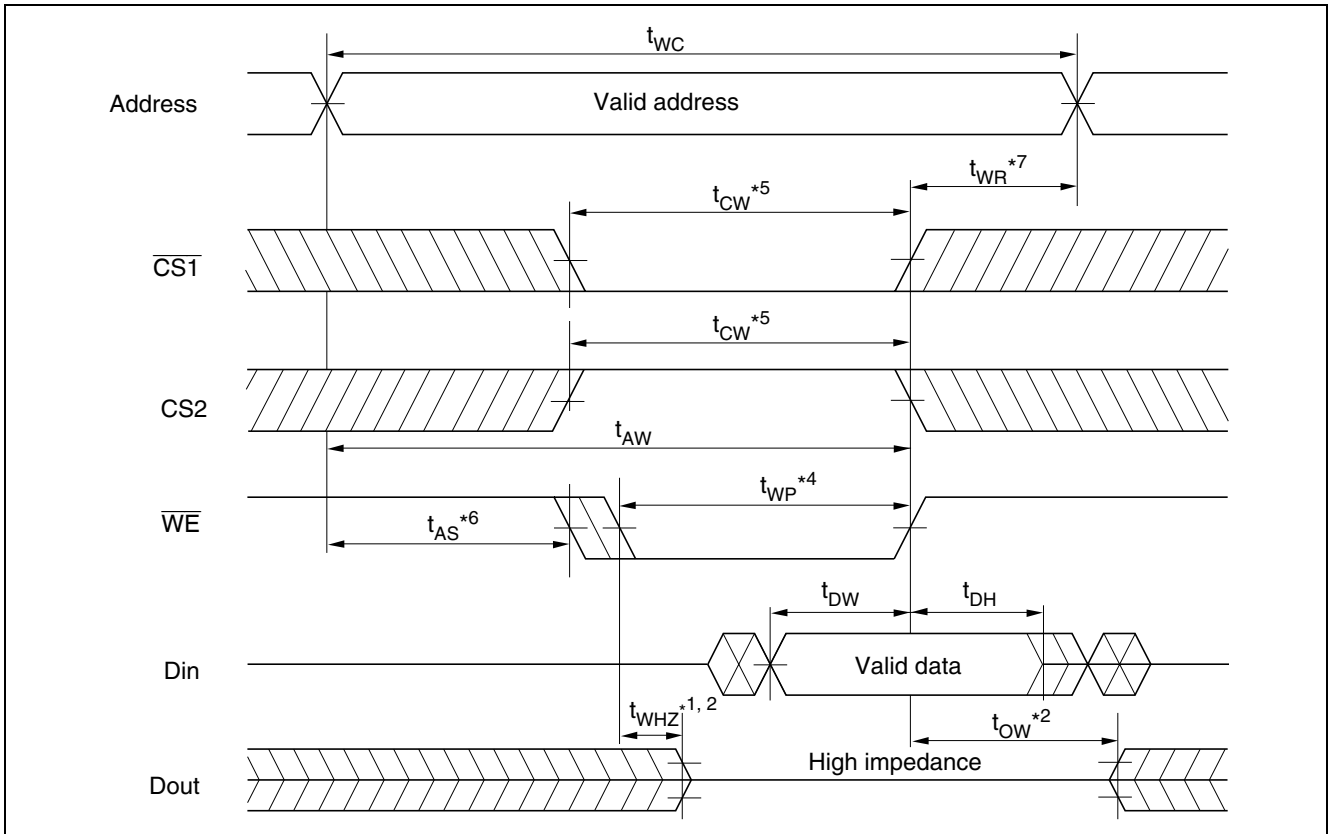 tWC
Address
Valid address
tWR*7
tCW*5
CS1
tCW*5
CS2
tAW
tWP*4
WE
tAS*6
tDW
tDH
Din
Valid data
tWHZ*1, 2
tOW*2
High impedance
Dout